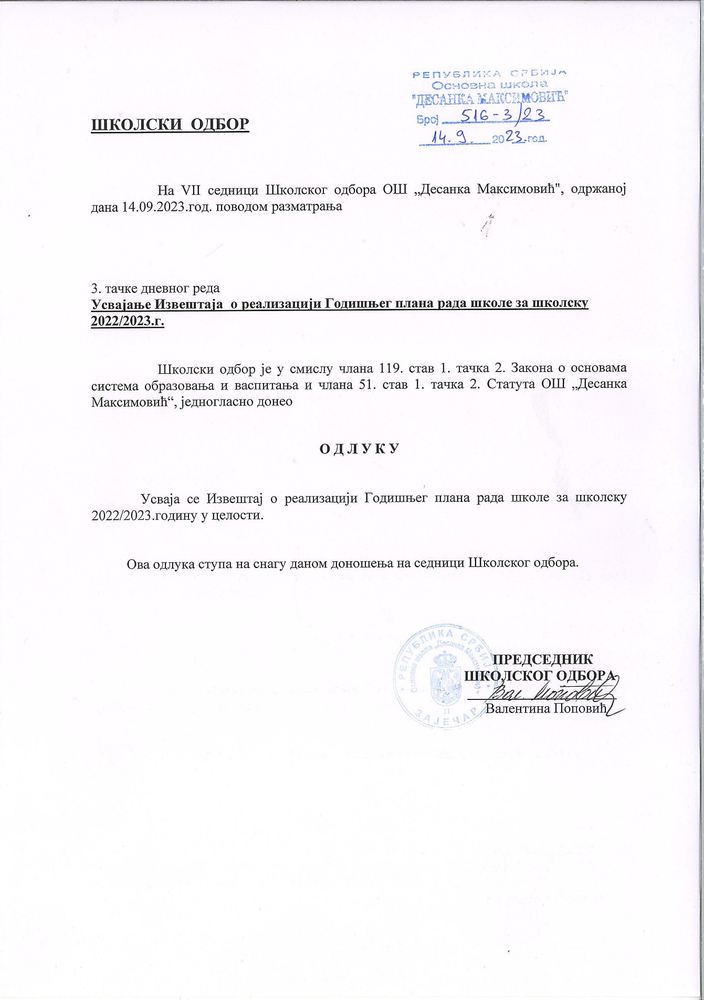 РЕПУБЛИКА СРБИЈА
Основна школа
"ДЕСАНКА МАКСИМОВИЋ"
Број 516-3/23
14. 9. 2023.год.
ШКОЛСКИ ОДБОР
На VII седници Школског одбора ОШ „Десанка Максимовић", одржаној
дана 14.09.2023.год. поводом разматрања
3. тачке дневног реда
Усвајање Извештаја о реализацији Годишњег плана рада школе за школску
2022/2023.г.
Школски одбор је у смислу члана 119. став 1. тачка 2. Закона о основама
система образовања и васпитања и члана 51. став 1. тачка 2. Статута ОШ „Десанка
Максимовић“, једногласно донео
О Д Л У К У
Усваја се Извештај о реализацији Годишњег плана рада школе за школску
2022/2023.годину у целости.
Ова одлука ступа на снагу даном доношења на седници Школског одбора.
РЕПУБЛИКА СРБИЈА
Основна школа „Десанка Максимовић“
II
ЗАЈЕЧАР
ПРЕДСЕДНИК
ШКОЛСКОГ ОДБОРА
Вал. Поповић
Валентина Поповић